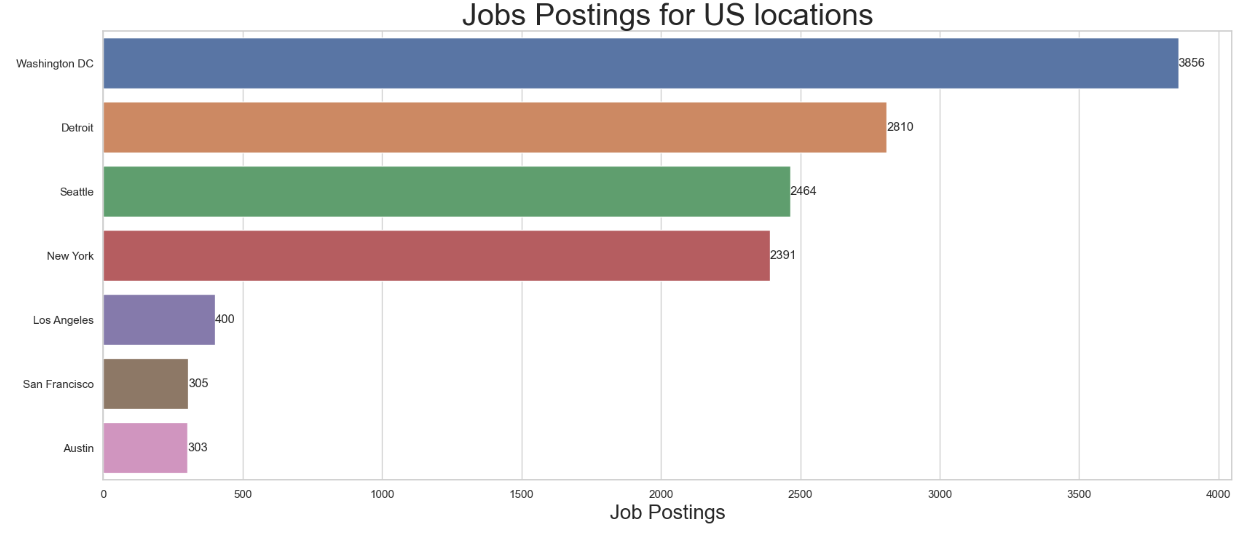 Jobs Postings for US locations
Washington DC
3856
Detroit
2810
Seattle
2464
New York
2391
Los Angeles
400
San Francisco
305
Austin
303
0 500 1000 1500 2000 2500 3000 3500 4000
Job Postings